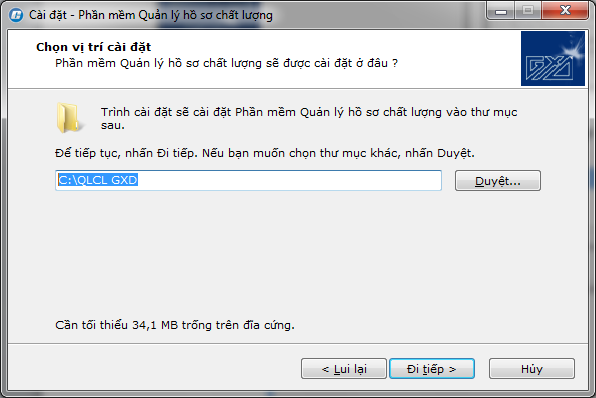 Cài đặt - Phần mềm Quản lý hồ sơ chất lượng
Chọn vị trí cài đặt
Phần mềm Quản lý hồ sơ chất lượng sẽ được cài đặt ở đâu ?
GXD
Trình cài đặt sẽ cài đặt Phần mềm Quản lý hồ sơ chất lượng vào thư mục
sau.
Để tiếp tục, nhấn Đi tiếp. Nếu bạn muốn chọn thư mục khác, nhấn Duyệt.
C:\QLCL GXD
Duyệt...
Cần tối thiểu 34,1 MB trống trên đĩa cứng.
< Lui lại
Đi tiếp >
Hủy